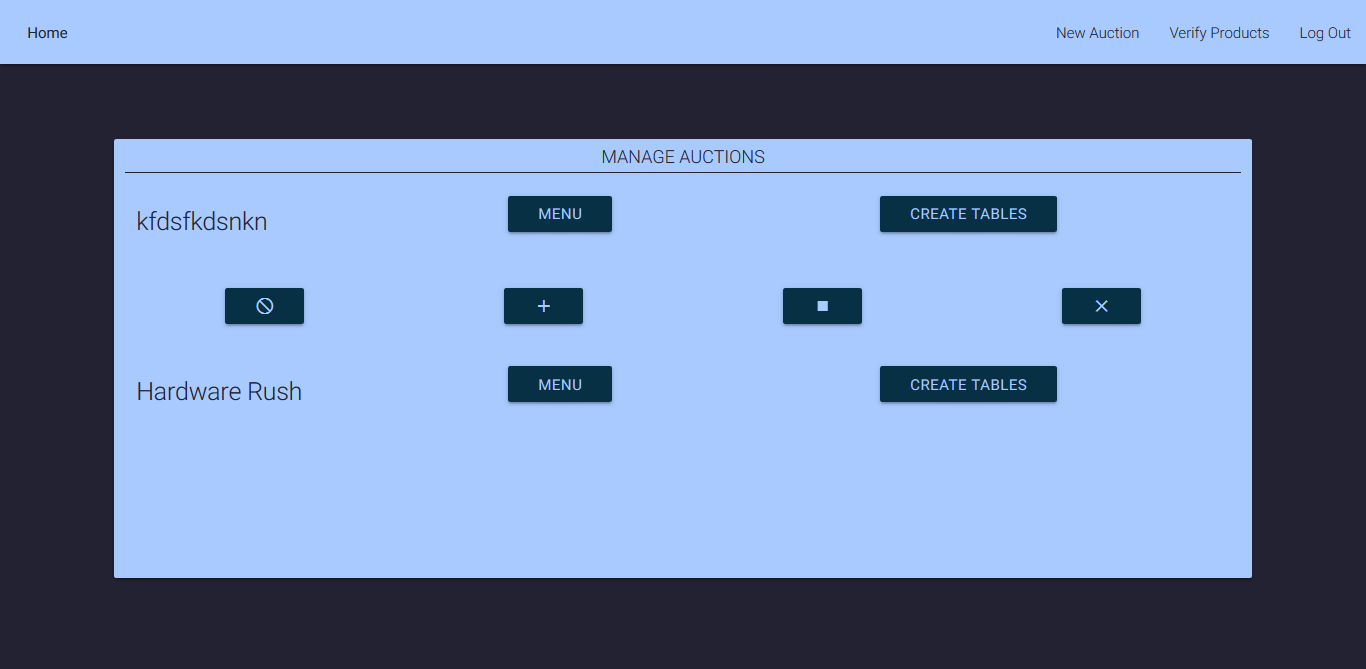 Home New Auction Verify Products Log Out
MANAGE AUCTIONS
kfdsfkdsnkn MENU CREATE TABLES
Hardware Rush MENU CREATE TABLES